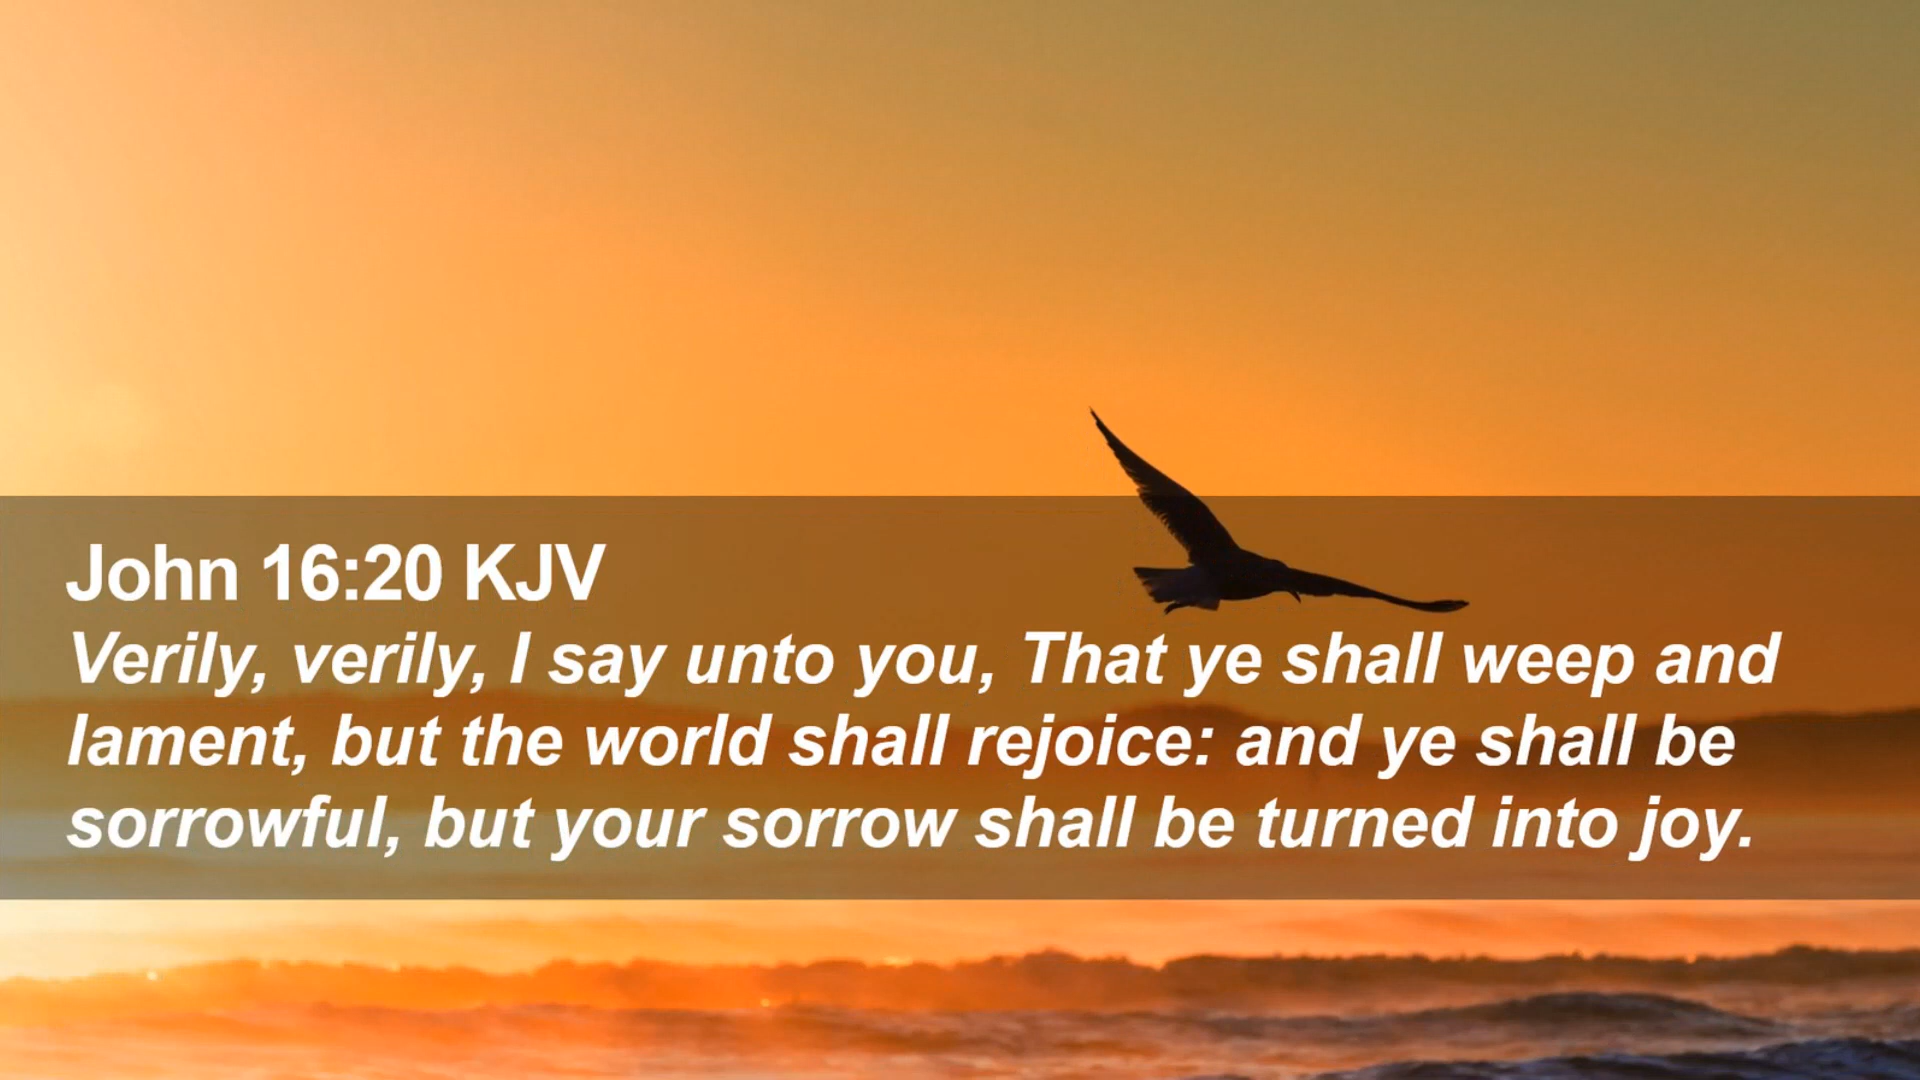 John 16:20 KJV
Verily, verily, I say unto you, That ye shall weep and
lament, but the world shall rejoice: and ye shall be
sorrowful, but your sorrow shall be turned into joy.